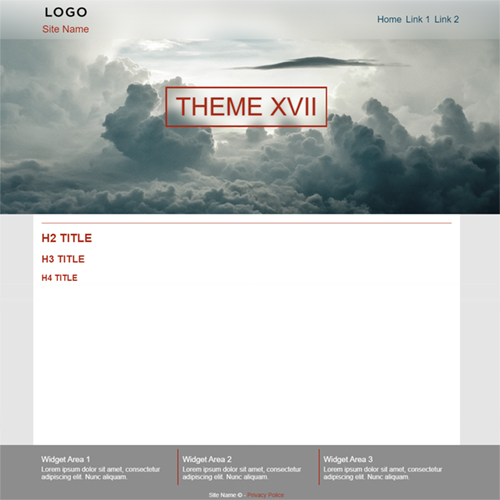 LOGO
Site Name
Home Link 1 Link 2
THEME XVII
H2 TITLE
H3 TITLE
H4 TITLE
Widget Area 1
Lorem ipsum dolor sit amet, consectetur
adipiscing elit. Nunc aliquam.
Widget Area 2
Lorem ipsum dolor sit amet, consectetur
adipiscing elit. Nunc aliquam.
Widget Area 3
Lorem ipsum dolor sit amet, consectetur
adipiscing elit. Nunc aliquam.
Site Name © Privacy Police